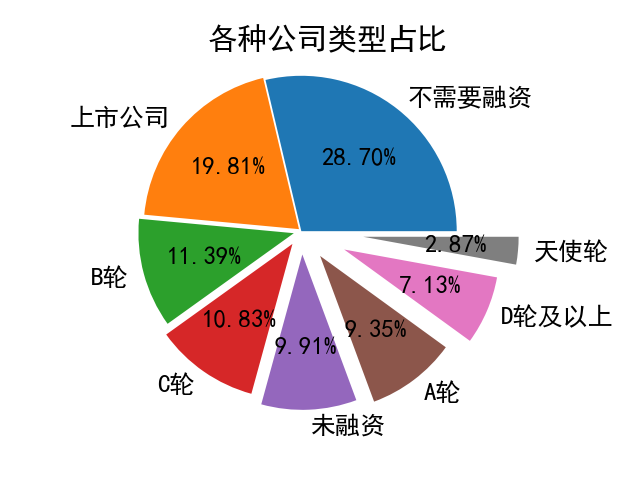 各种公司类型占比
不需要融资
28.70%
上市公司
19.81%
B轮
11.39%
C轮
10.83%
未融资
9.91%
A轮
9.35%
D轮及以上
7.13%
天使轮
2.87%